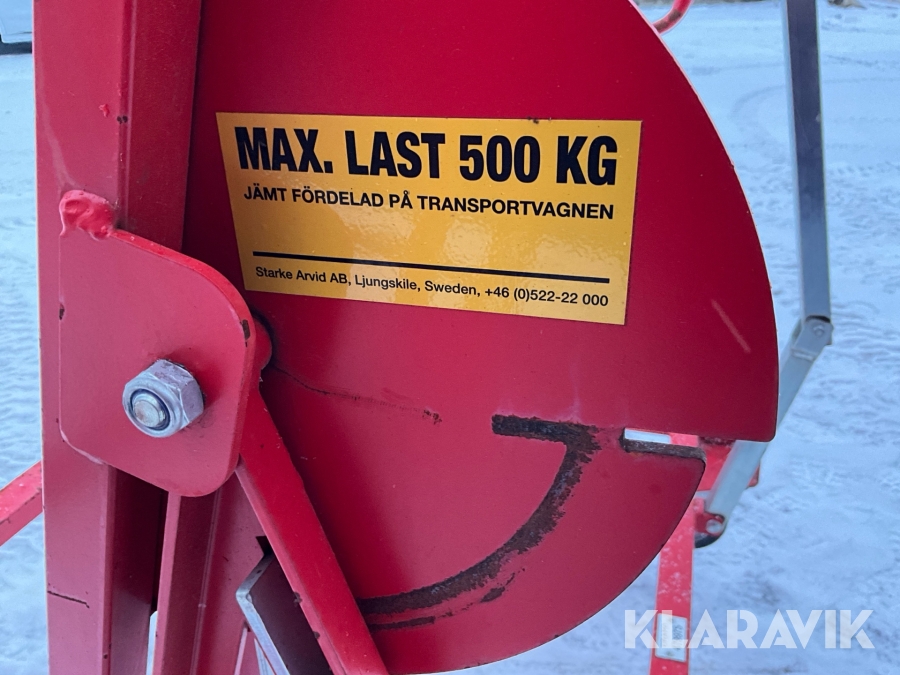 MAX. LAST 500 KG
JÄMT FÖRDELAD PÅ TRANSPORTVAGNEN
Starke Arvid AB, Ljungskile, Sweden, +46 (0)522-22 000
KLARAVIK